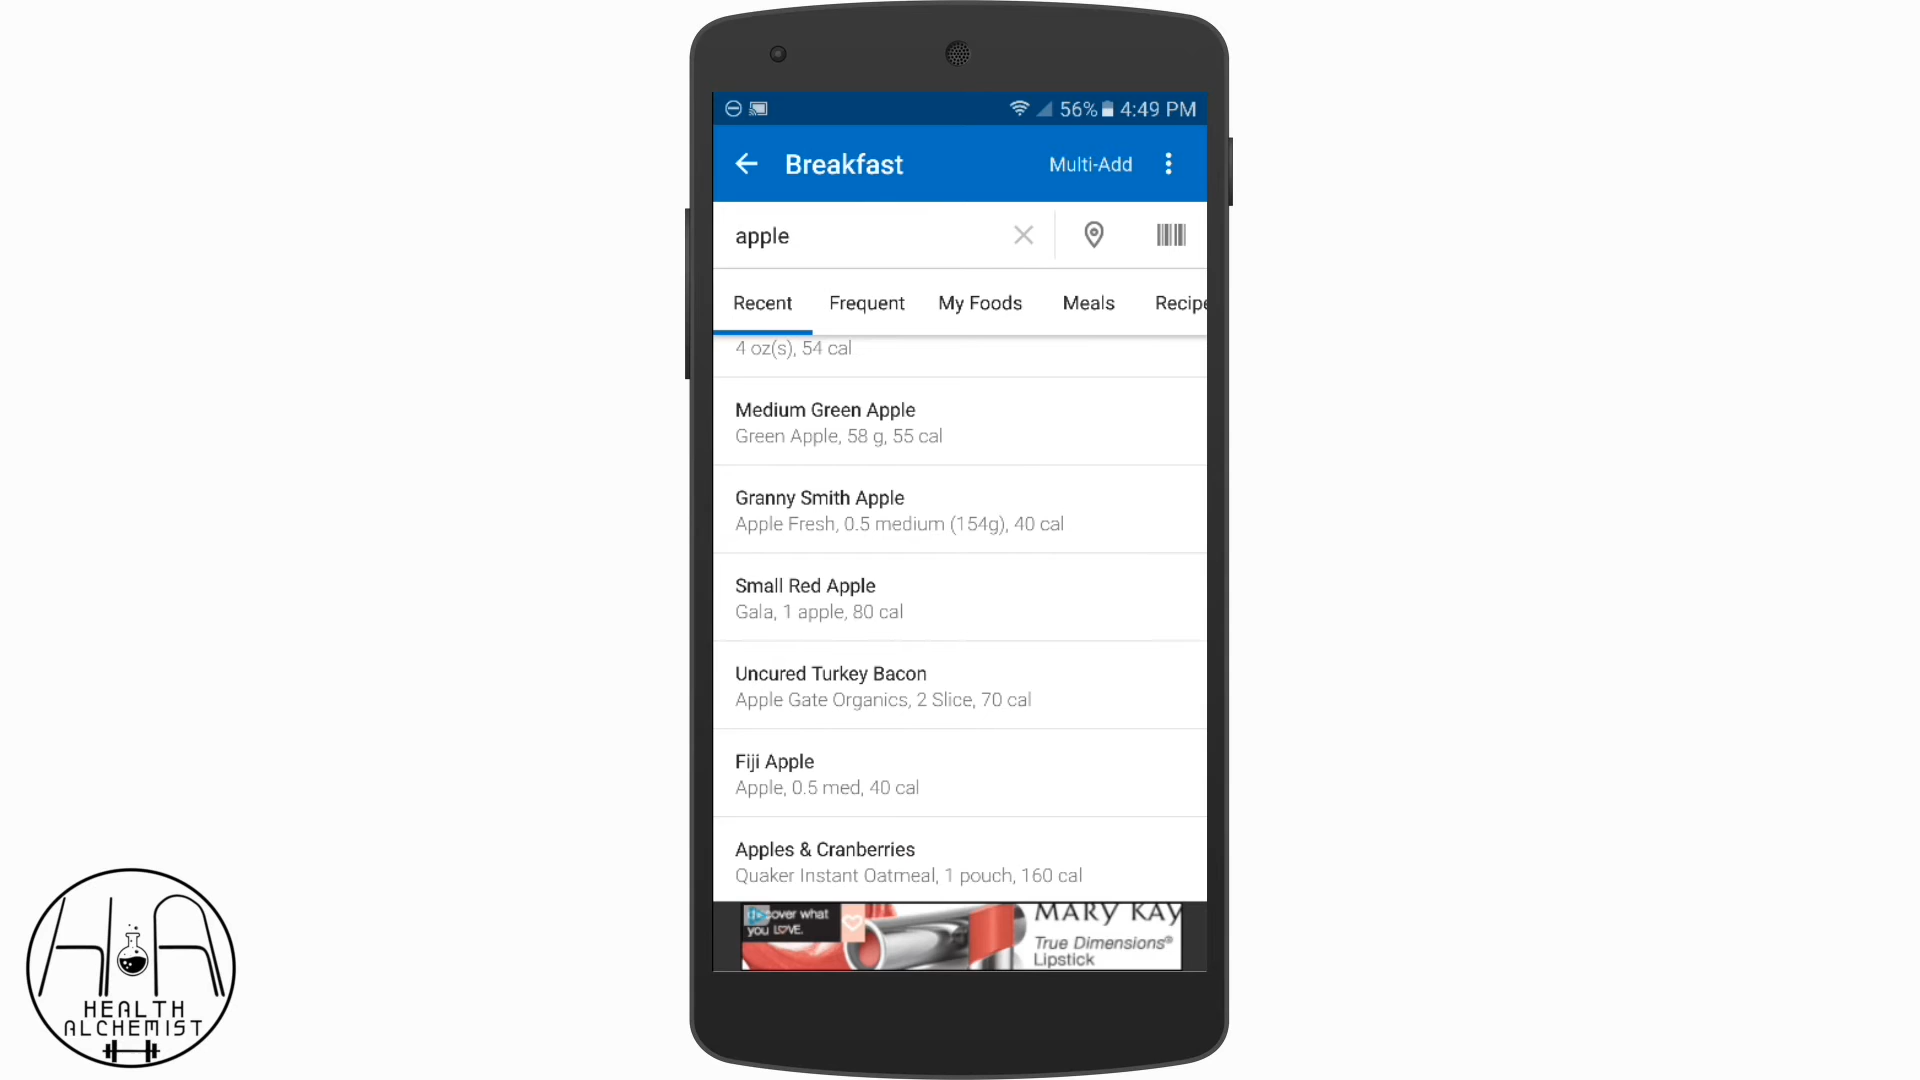 56% 4:49 PM
Breakfast Multi-Add
apple
Recent Frequent My Foods Meals Recipe
4 oz(s), 54 cal
Medium Green Apple
Green Apple, 58 g, 55 cal
Granny Smith Apple
Apple Fresh, 0.5 medium (154g), 40 cal
Small Red Apple
Gala, 1 apple, 80 cal
Uncured Turkey Bacon
Apple Gate Organics, 2 Slice, 70 cal
Fiji Apple
Apple, 0.5 med, 40 cal
Apples & Cranberries
Quaker Instant Oatmeal, 1 pouch, 160 cal
what
you LOVE.
MARY KAY
True Dimensions®
Lipstick
HA
HEALTH
ALCHEMIST